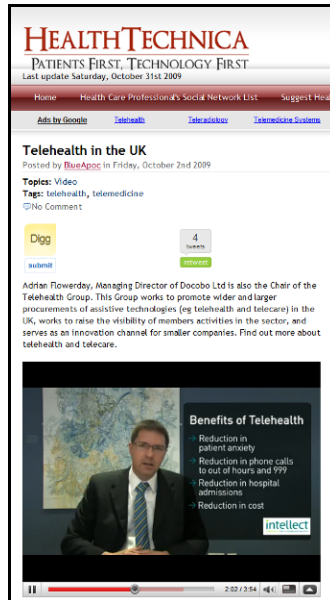 HEALTHTECHNICA
PATIENTS FIRST, TECHNOLOGY FIRST
Last update Saturday, October 31st 2009
Home Health Care Professional's Social Network List Suggest Heal
Ads by Google Telehealth Teleradiology Telemedicine Systems
Telehealth in the UK
Posted by BlueApoc in Friday, October 2nd 2009
Topics: Video
Tags: telehealth, telemedicine
No Comment
Digg
submit
4
tweets
retweet
Adrian Flowerday, Managing Director of Docobo Ltd is also the Chair of the
Telehealth Group. This Group works to promote wider and larger
procurements of assistive technologies (eg telehealth and telecare) in the
UK, works to raise the visibility of members activities in the sector, and
serves as an innovation channel for smaller companies. Find out more about
telehealth and telecare.
Benefits of Telehealth
→ Reduction in
patient anxiety
→ Reduction in phone calls
to out of hours and 999
→ Reduction in hospital
admissions
→ Reduction in cost
intellect
2:02 / 3:54